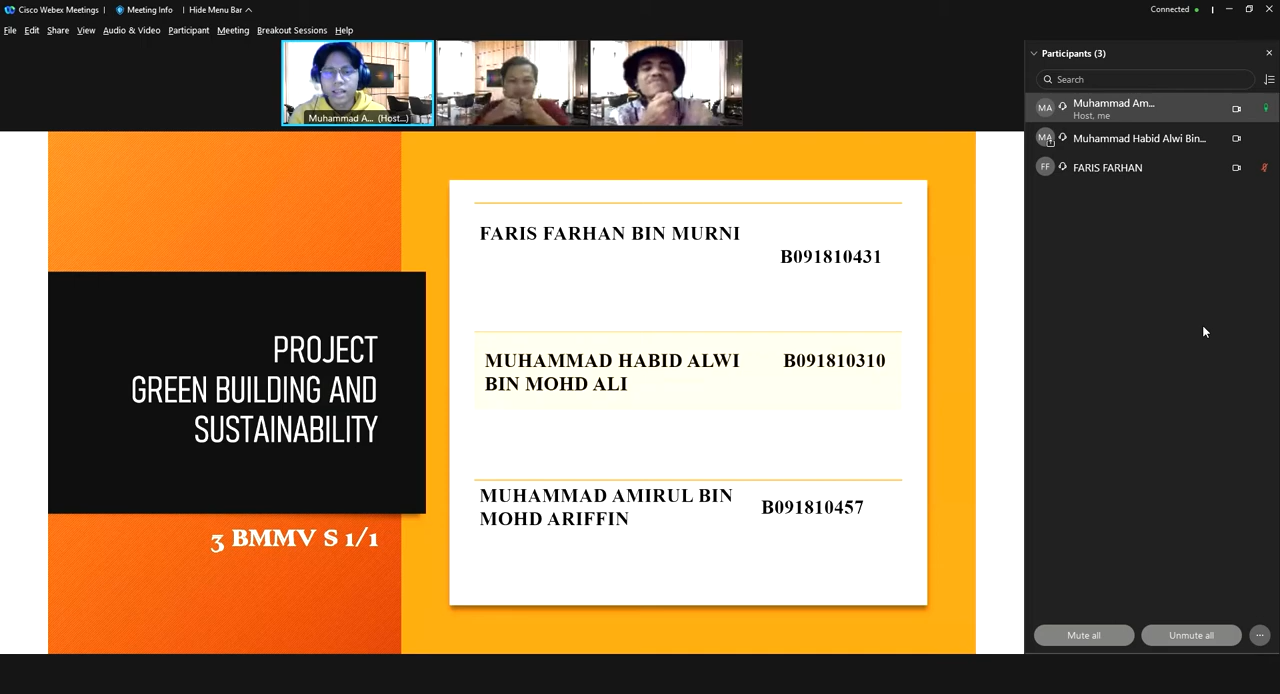 Cisco Webex Meetings
Meeting Info
Hide Menu Bar
Connected
File Edit Share View Audio & Video Participant Meeting Breakout Sessions Help
Muhammad A... (Host...)
Participants (3)
Search
MA Muhammad Am...
Host, me
MA Muhammad Habid Alwi Bin...
FF FARIS FARHAN
PROJECT
GREEN BUILDING AND
SUSTAINABILITY
3 BMMV S 1/1
FARIS FARHAN BIN MURNI
B091810431
MUHAMMAD HABID ALWI B091810310
BIN MOHD ALI
MUHAMMAD AMIRUL BIN
MOHD ARIFFIN
B091810457
Mute all
Unmute all